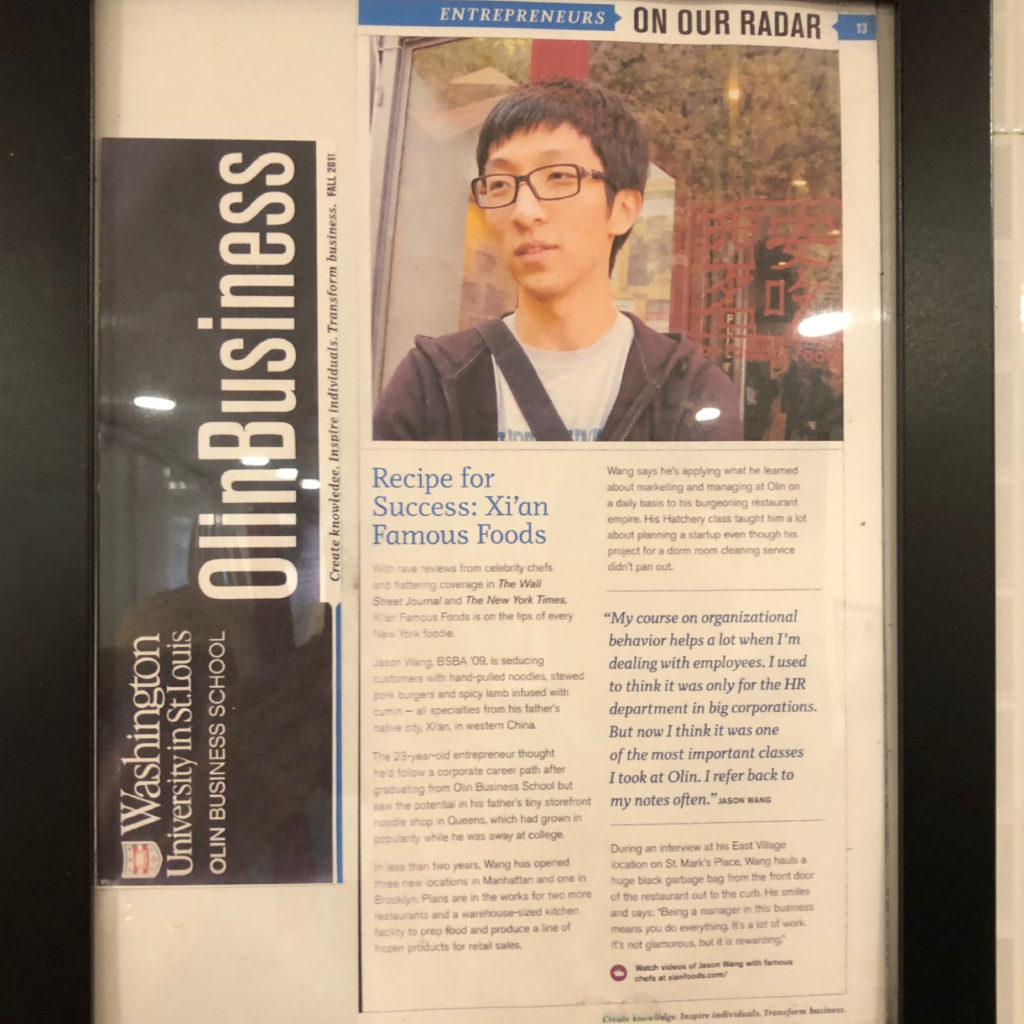 ENTREPRENEURS ON OUR RADAR 13
Washington
University in St. Louis
OLIN BUSINESS SCHOOL
OlinBusiness
Create knowledge. Inspire individuals. Transform business. FALL 2011
西安
名吃
Recipe for
Success: Xi'an
Famous Foods
With rave reviews from celebrity chefs
and flattering coverage in The Wall
Street Journal and The New York Times,
Xi'an Famous Foods is on the lips of every
New York foodie.
Jason Wang, BSBA '09, is seducing
customers with hand-pulled noodles, stewed
pork burgers and spicy lamb infused with
cumin – all specialties from his father's
native city, Xi'an, in western China.
The 23-year-old entrepreneur thought
he'd follow a corporate career path after
graduating from Olin Business School but
saw the potential in his father's tiny storefront
noodle shop in Queens, which had grown in
popularity while he was away at college.
In less than two years, Wang has opened
three new locations in Manhattan and one in
Brooklyn. Plans are in the works for two more
restaurants and a warehouse-sized kitchen
facility to prep food and produce a line of
frozen products for retail sales.
Wang says he's applying what he learned
about marketing and managing at Olin on
a daily basis to his burgeoning restaurant
empire. His Hatchery class taught him a lot
about planning a startup even though his
project for a dorm room cleaning service
didn't pan out.
"My course on organizational
behavior helps a lot when I'm
dealing with employees. I used
to think it was only for the HR
department in big corporations.
But now I think it was one
of the most important classes
I took at Olin. I refer back to
my notes often." JASON WANG
During an interview at his East Village
location on St. Mark's Place, Wang hauls a
huge black garbage bag from the front door
of the restaurant out to the curb. He smiles
and says: "Being a manager in this business
means you do everything. It's a lot of work.
It's not glamorous, but it is rewarding."
Watch videos of Jason Wang with famous
chefs at xianfoods.com/
Create knowledge. Inspire individuals. Transform business.